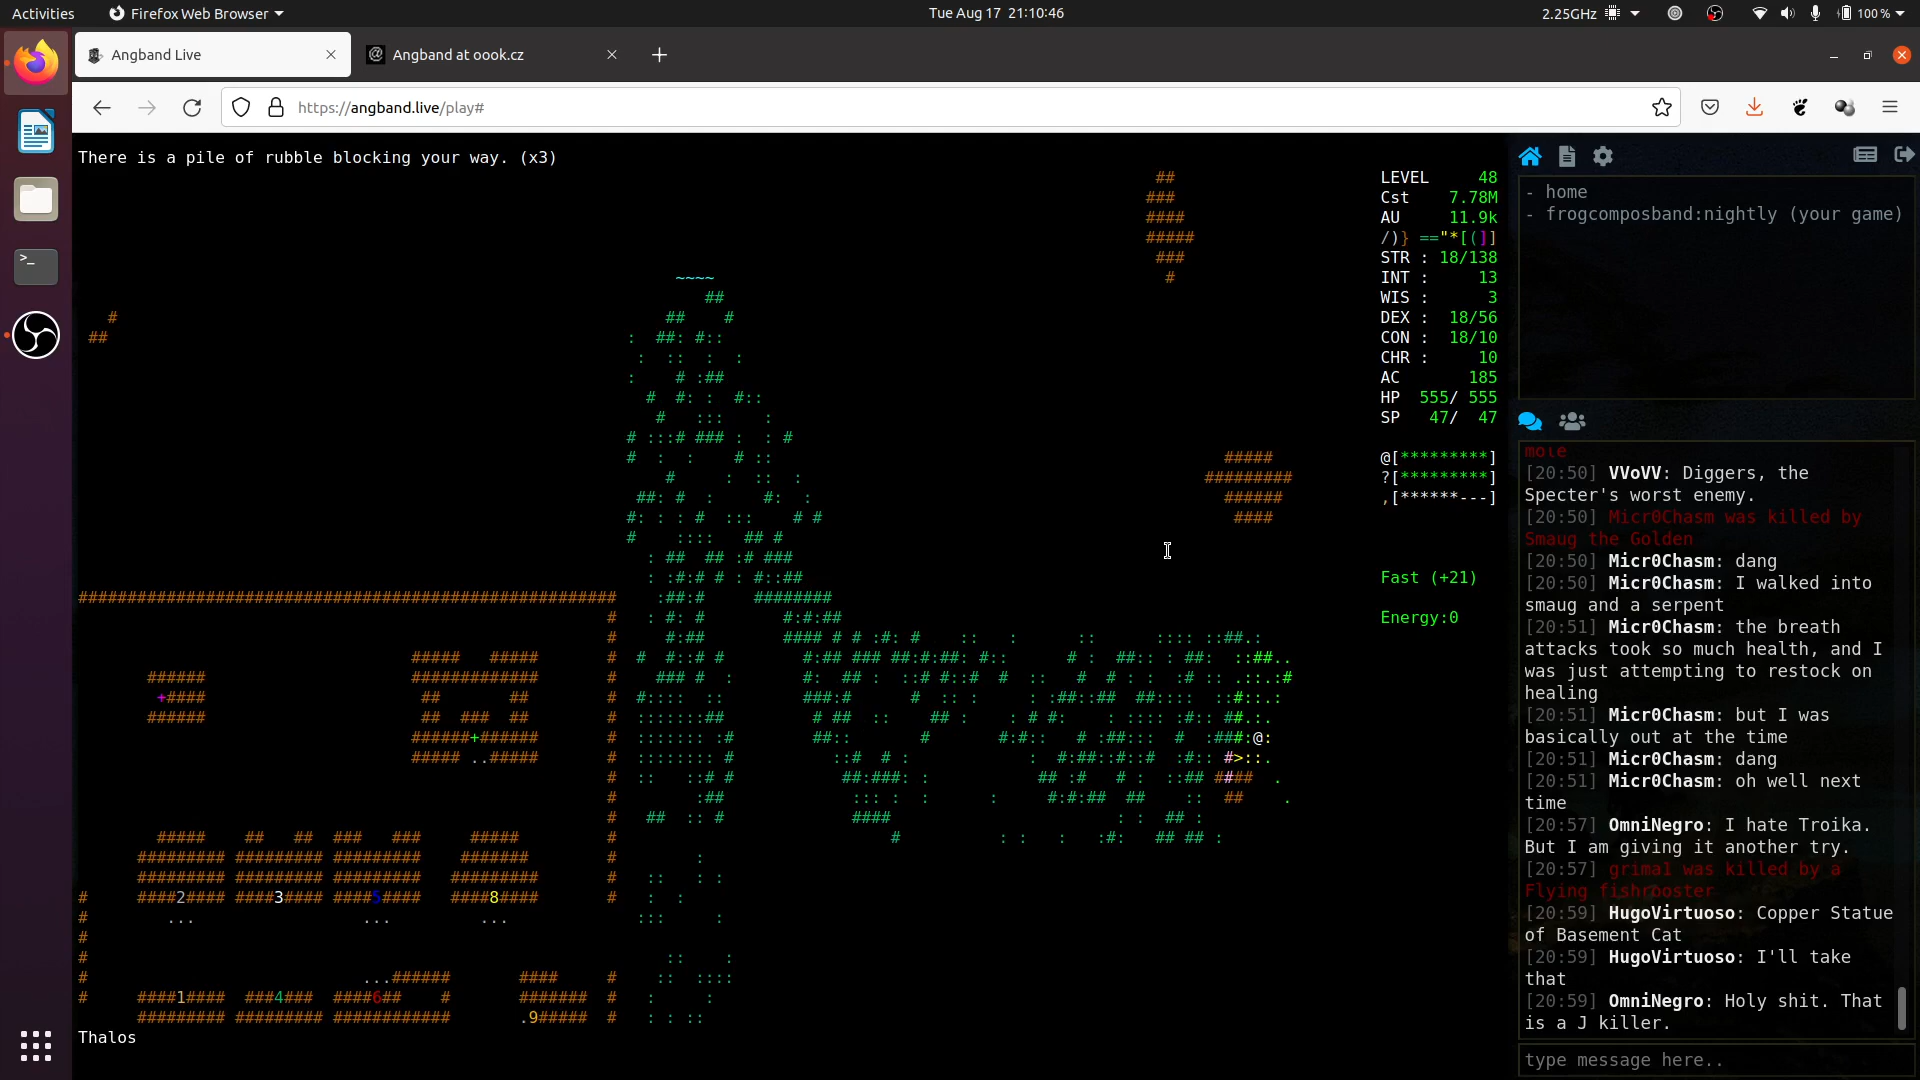 Activities Firefox Web Browser Tue Aug 17 21:10:46 2.25GHz 100 %
Angband Live Angband at oook.cz
https://angband.live/play#
There is a pile of rubble blocking your way. (x3)
LEVEL 48
Cst 7.78M
AU 11.9k
/)} =="*[(]]
STR : 18/138
INT : 13
WIS : 3
DEX : 18/56
CON : 18/10
CHR : 10
AC 185
HP 555/ 555
SP 47/ 47
@[*********]
?[*********]
,[******---]
Fast (+21)
Energy:0
Thalos
- home
- frogcomposband:nightly (your game)
mote
[20:50] VVoVV: Diggers, the
Specter's worst enemy.
[20:50] Micr0Chasm was killed by
Smaug the Golden
[20:50] Micr0Chasm: dang
[20:50] Micr0Chasm: I walked into
smaug and a serpent
[20:51] Micr0Chasm: the breath
attacks took so much health, and I
was just attempting to restock on
healing
[20:51] Micr0Chasm: but I was
basically out at the time
[20:51] Micr0Chasm: dang
[20:51] Micr0Chasm: oh well next
time
[20:57] OmniNegro: I hate Troika.
But I am giving it another try.
[20:57] grimal was killed by a
Flying fishrooster
[20:59] HugoVirtuoso: Copper Statue
of Basement Cat
[20:59] HugoVirtuoso: I'll take
that
[20:59] OmniNegro: Holy shit. That
is a J killer.
type message here..